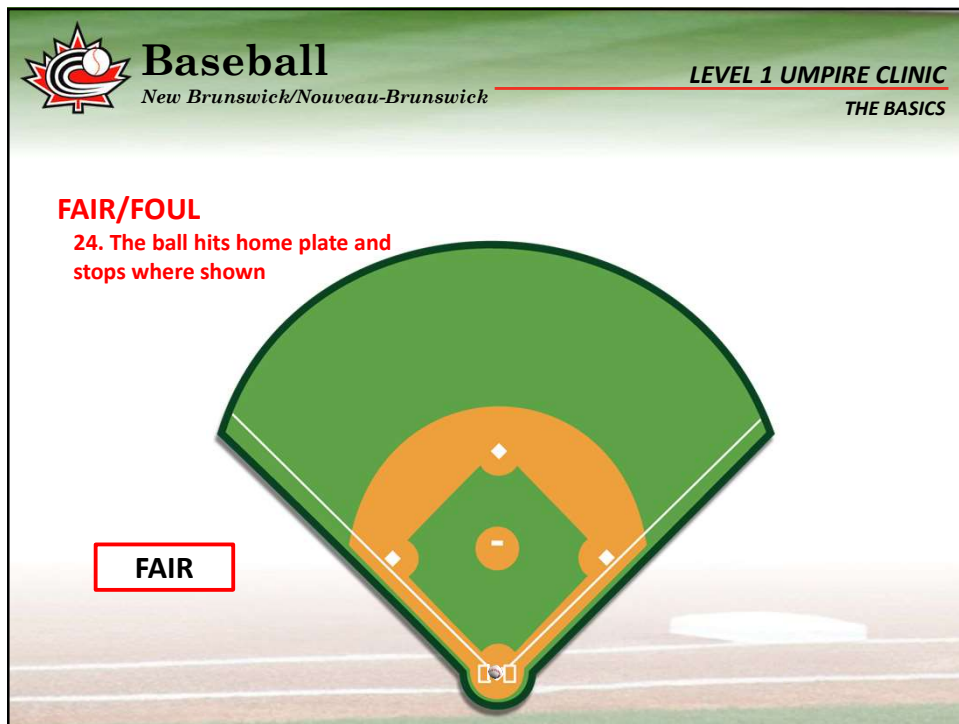 Baseball
New Brunswick/Nouveau-Brunswick
LEVEL 1 UMPIRE CLINIC
THE BASICS
FAIR/FOUL
24. The ball hits home plate and
stops where shown
FAIR